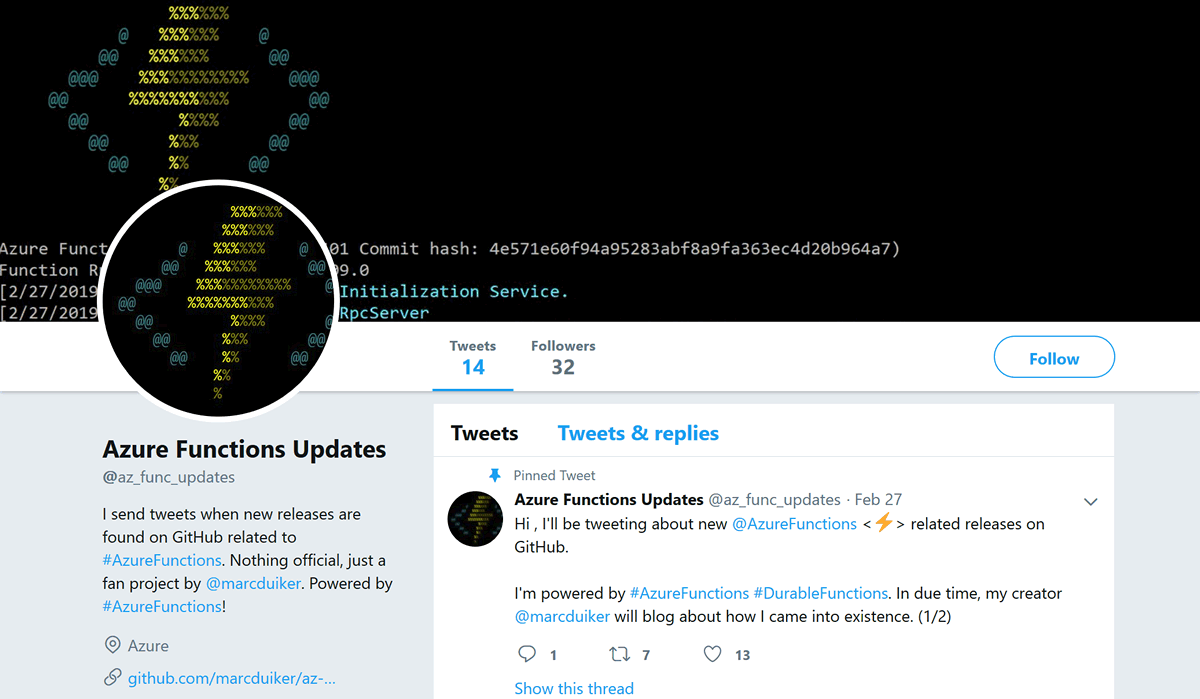 %%%%%%
@ %%%%%% @
@@ %%%%%% @@
@@@ %%%%%%%%%%% @@@
@@ %%%%%%%%%% @@
@@ %%%% @@
@@ %%% @@
@@ %% @@
%%
%%%%%%
%%%%%%
@ %%%%%% @
@@ %%%%%% @@
@@@ %%%%%%%%%%% @
@@ %%%%%%%%%%
@@ %%%% @
@@ %%% @@
@@ %% @@
%%
%
Azure Funct 01 Commit hash: 4e571e60f94a95283abf8a9fa363ec4d20b964a7)
Function R 99.0
[2/27/2019 Initialization Service.
[2/27/2019 RpcServer
Tweets Followers
14 32
Follow
Azure Functions Updates
@az_func_updates
I send tweets when new releases are
found on GitHub related to
#AzureFunctions. Nothing official, just a
fan project by @marcduiker. Powered by
#AzureFunctions!
Azure
github.com/marcduiker/az-...
Tweets Tweets & replies
Pinned Tweet
Azure Functions Updates @az_func_updates · Feb 27
Hi , I'll be tweeting about new @AzureFunctions <⚡> related releases on
GitHub.
I'm powered by #AzureFunctions #DurableFunctions. In due time, my creator
@marcduiker will blog about how I came into existence. (1/2)
1 7 13
Show this thread